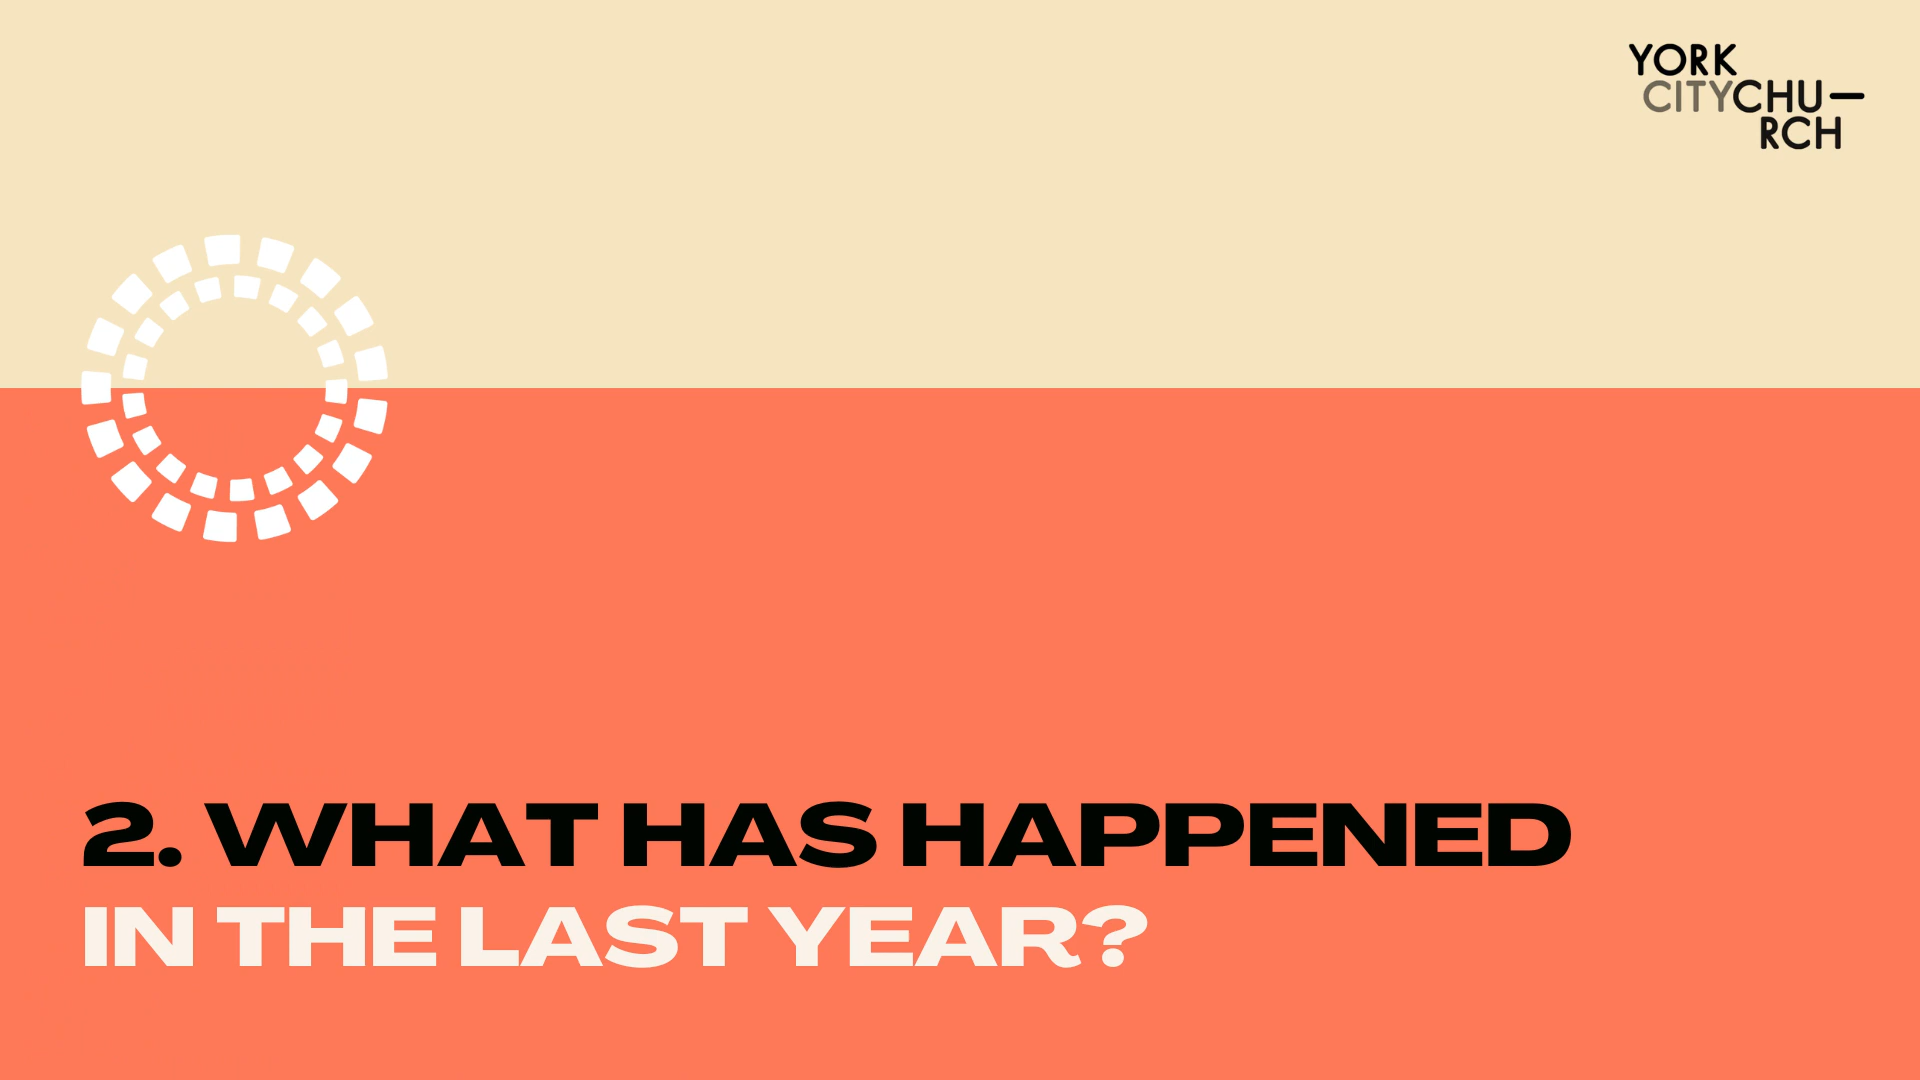 YORK
CITYCHU—
RCH
2. WHAT HAS HAPPENED
IN THE LAST YEAR?